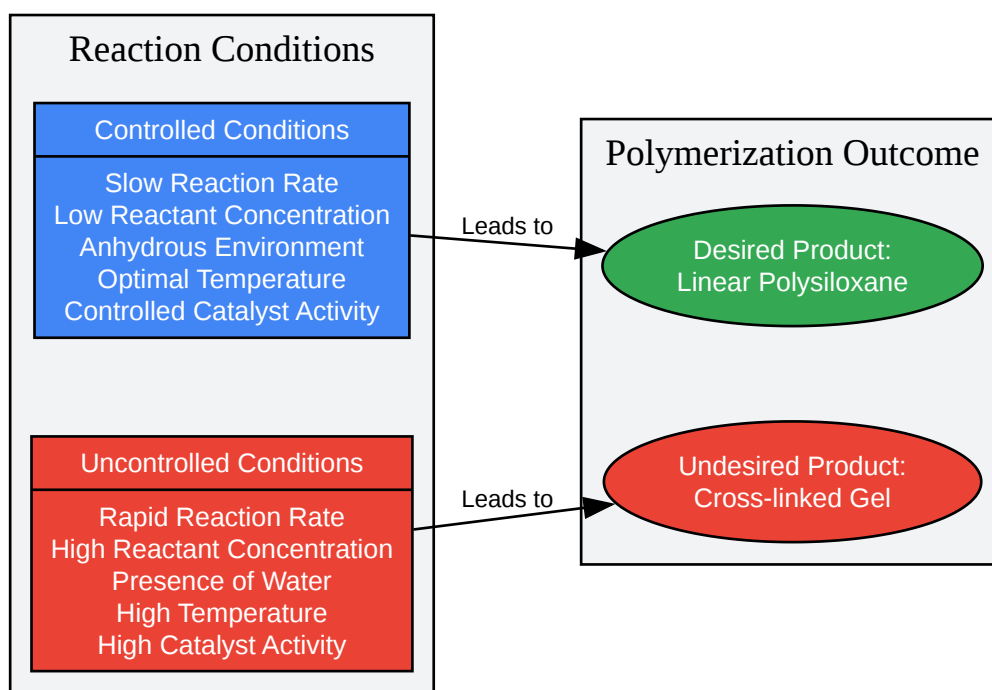 Reaction Conditions
Controlled Conditions
Slow Reaction Rate
Low Reactant Concentration
Anhydrous Environment
Optimal Temperature
Controlled Catalyst Activity
Uncontrolled Conditions
Rapid Reaction Rate
High Reactant Concentration
Presence of Water
High Temperature
High Catalyst Activity
Leads to
Leads to
Polymerization Outcome
Desired Product:
Linear Polysiloxane
Undesired Product:
Cross-linked Gel